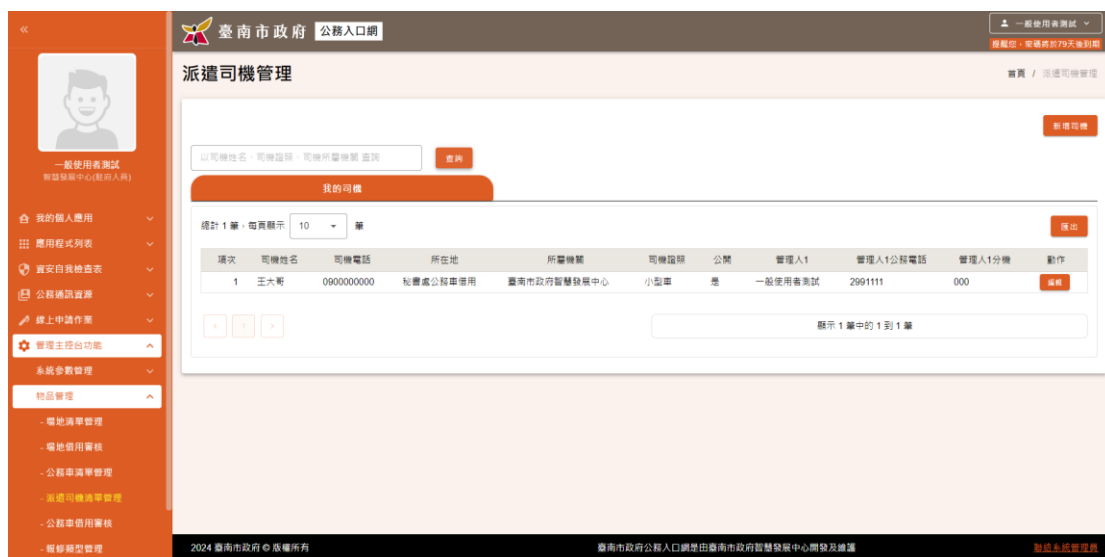 «
臺南市政府 公務入口網
一般使用者測試
提醒您，密碼將於79天後到期
派遣司機管理
首頁 / 派遣司機管理
一般使用者測試
智慧發展中心(駐府人員)
我的個人應用
應用程式列表
資安自我檢查表
公務通訊資源
線上申請作業
管理主控台功能
系統參數管理
物品管理
- 場地清單管理
- 場地借用審核
- 公務車清單管理
- 派遣司機清單管理
- 公務車借用審核
- 報修類型管理
新增司機
以司機姓名、司機證照、司機所屬機關 查詢
查詢
我的司機
總計 1 筆，每頁顯示 10 筆
匯出
項次 司機姓名 司機電話 所在地 所屬機關 司機證照 公開 管理人1 管理人1公務電話 管理人1分機 動作
1 王大哥 0900000000 秘書處公務車借用 臺南市政府智慧發展中心 小型車 是 一般使用者測試 2991111 000 編輯
‹ 1 ›
顯示 1 筆中的 1 到 1 筆
2024 臺南市政府 © 版權所有
臺南市政府公務入口網是由臺南市政府智慧發展中心開發及維護
聯絡系統管理員